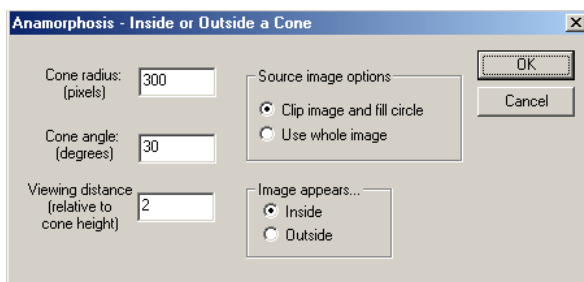 Anamorphosis - Inside or Outside a Cone
Cone radius:
(pixels)
300
Cone angle:
(degrees)
30
Viewing distance
(relative to
cone height)
2
Source image options
Clip image and fill circle
Use whole image
Image appears...
Inside
Outside
OK
Cancel